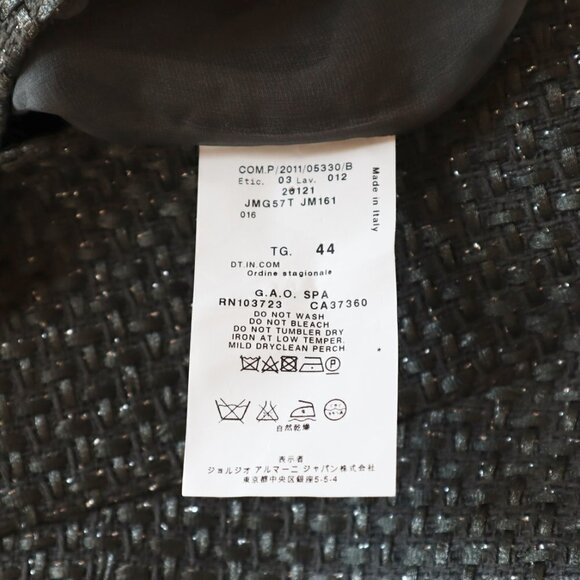 COM.P/2011/05330/B
Etic. 03 Lav. 012
20121
JMG57T JM161
016
Made in Italy
TG. 44
DT.IN.COM
Ordine stagionale
G.A.O. SPA
RN103723 CA37360
DO NOT WASH
DO NOT BLEACH
DO NOT TUMBLER DRY
IRON AT LOW TEMPER.
MILD DRYCLEAN PERCH
P
自然乾燥
表示者
ジョルジオ アルマーニ ジャパン株式会社
東京都中央区銀座5-5-4